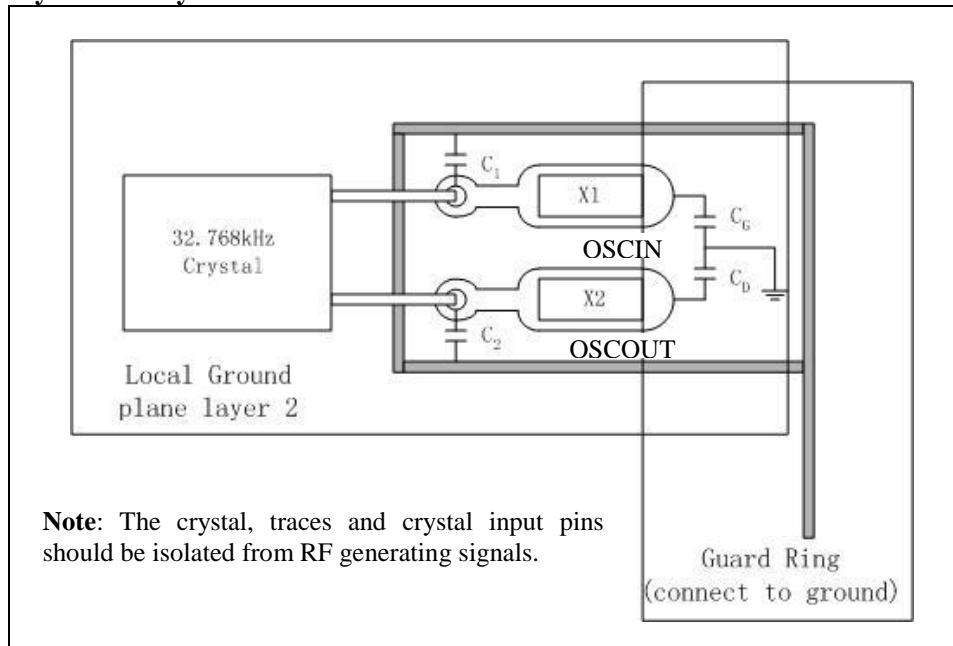 C1
X1
CG
32.768kHz
Crystal
OSCIN
X2
CD
C2
OSCOUT
Local Ground
plane layer 2
Note: The crystal, traces and crystal input pins
should be isolated from RF generating signals.
Guard Ring
(connect to ground)